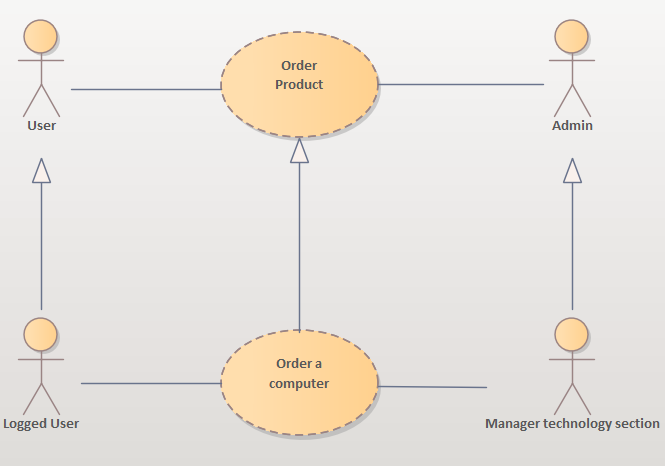 Order
Product
User
Admin
Order a
computer
Logged User
Manager technology section